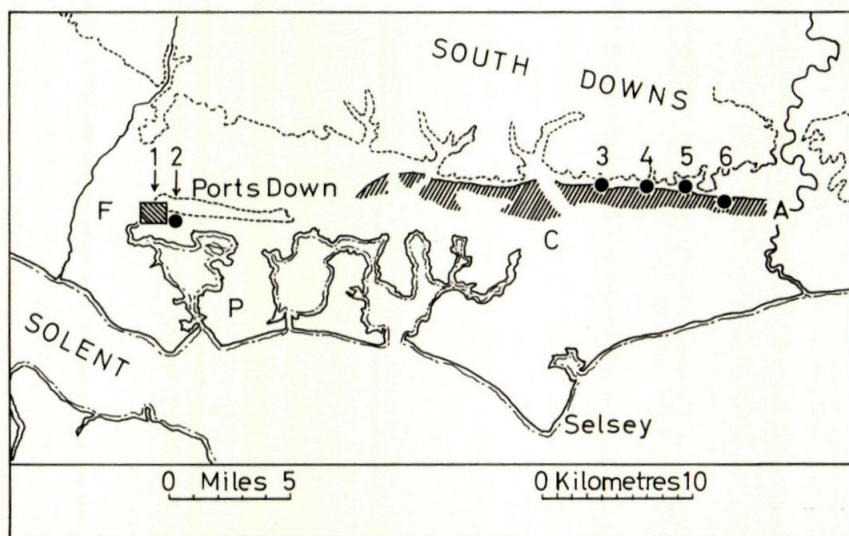 SOUTH DOWNS
1 2
3 4 5 6
Ports Down
F
A
C
P
SOLENT
Selsey
0 Miles 5
0 Kilometres 10